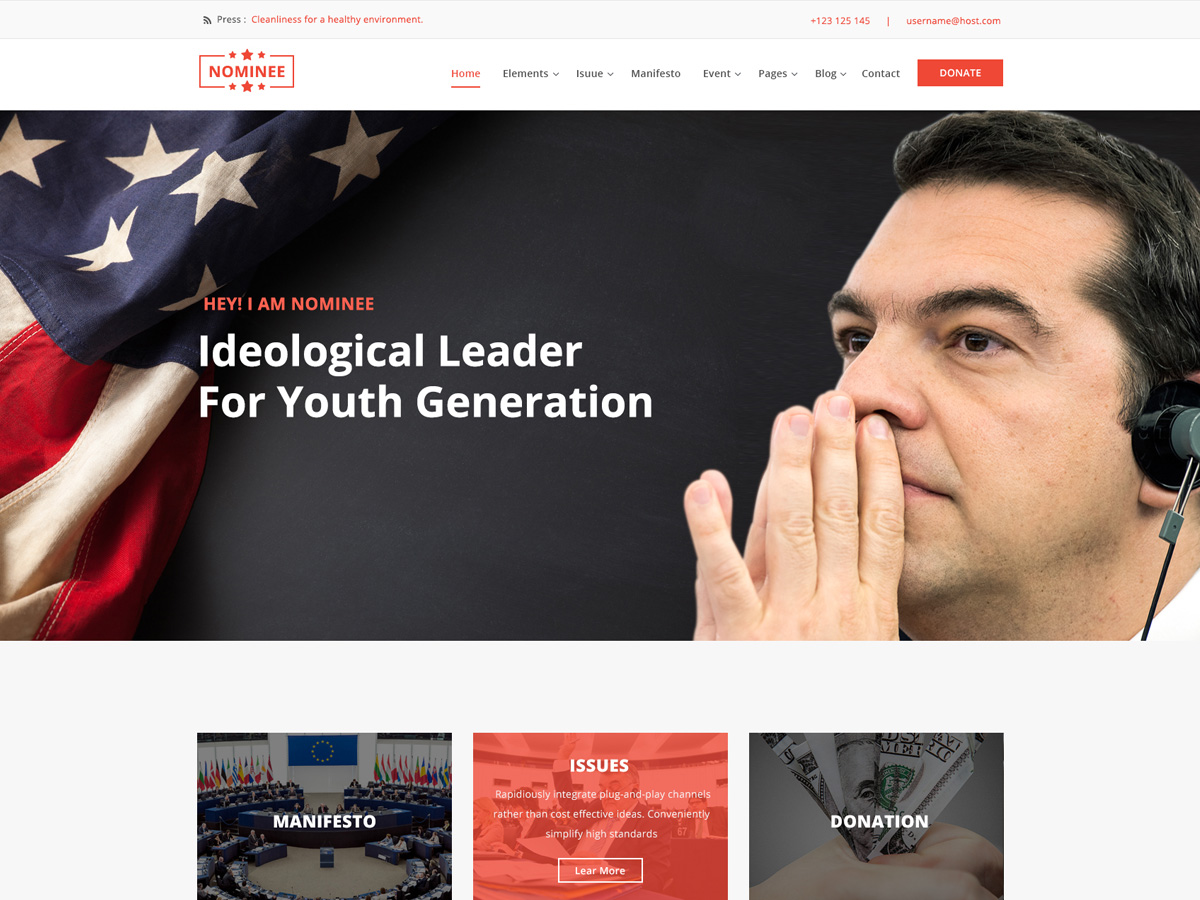 Press : Cleanliness for a healthy environment.
+123 125 145 | username@host.com
NOMINEE
Home Elements Isuue Manifesto Event Pages Blog Contact DONATE
HEY! I AM NOMINEE
Ideological Leader
For Youth Generation
MANIFESTO
ISSUES
Rapidiously integrate plug-and-play channels
rather than cost effective ideas. Conveniently
simplify high standards
67
Lear More
DONATION